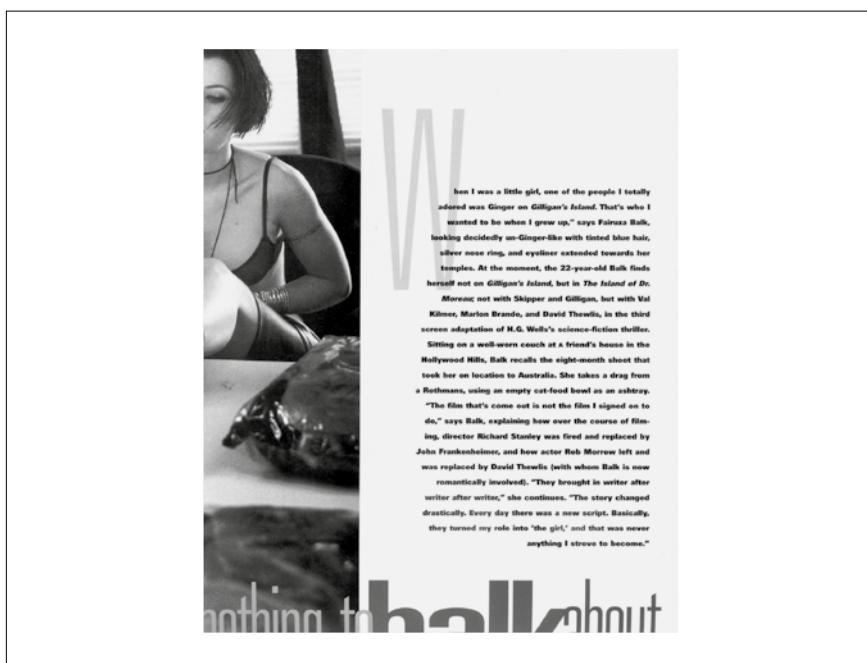 When I was a little girl, one of the people I totally
adored was Ginger on Gilligan's Island. That's who I
wanted to be when I grew up," says Fairuza Balk,
looking decidedly un-Ginger-like with tinted blue hair,
silver nose ring, and eyeliner extended towards her
temples. At the moment, the 22-year-old Balk finds
herself not on Gilligan's Island, but in The Island of Dr.
Moreau; not with Skipper and Gilligan, but with Val
Kilmer, Marlon Brando, and David Thewlis, in the third
screen adaptation of H.G. Wells's science-fiction thriller.
Sitting on a well-worn couch at a friend's house in the
Hollywood Hills, Balk recalls the eight-month shoot that
took her on location to Australia. She takes a drag from
a Rothmans, using an empty cat-food bowl as an ashtray.
"The film that's come out is not the film I signed on to
do," says Balk, explaining how over the course of film-
ing, director Richard Stanley was fired and replaced by
John Frankenheimer, and how actor Rob Morrow left and
was replaced by David Thewlis (with whom Balk is now
romantically involved). "They brought in writer after
writer after writer," she continues. "The story changed
drastically. Every day there was a new script. Basically,
they turned my role into 'the girl,' and that was never
anything I strove to become."
nothing to balk about